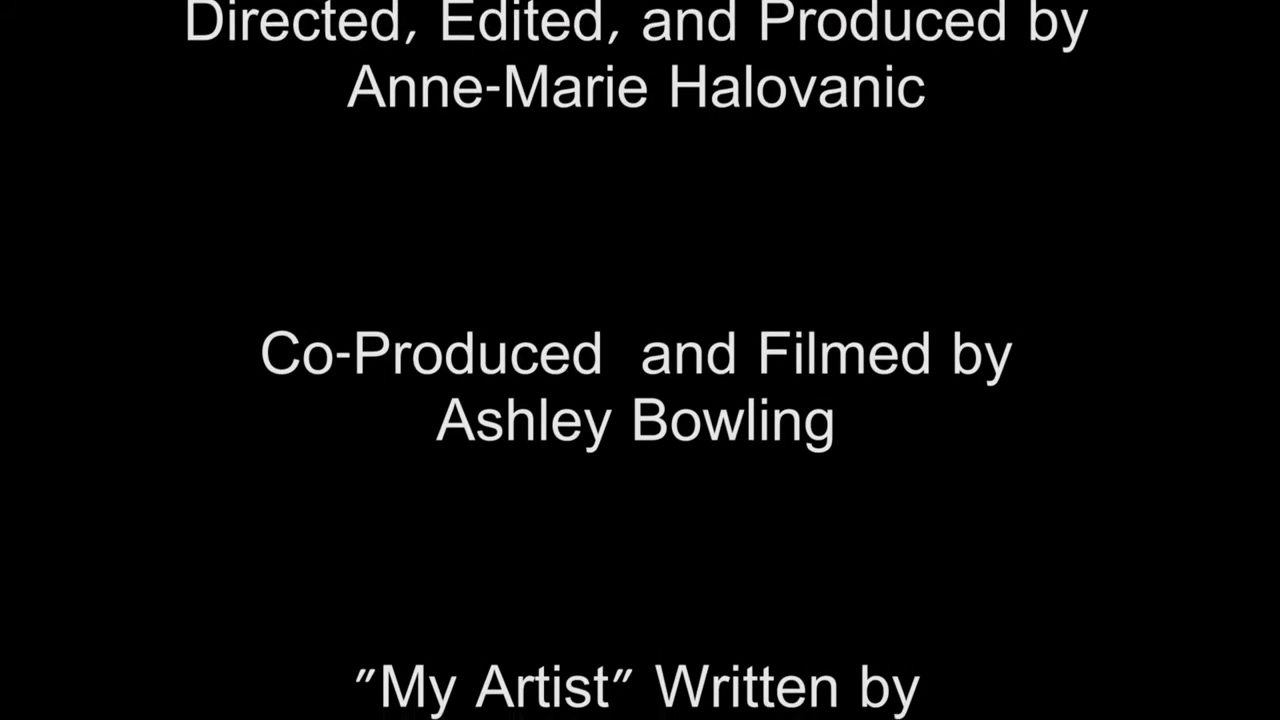 Directed, Edited, and Produced by
Anne-Marie Halovanic
Co-Produced  and Filmed by
Ashley Bowling
"My Artist" Written by